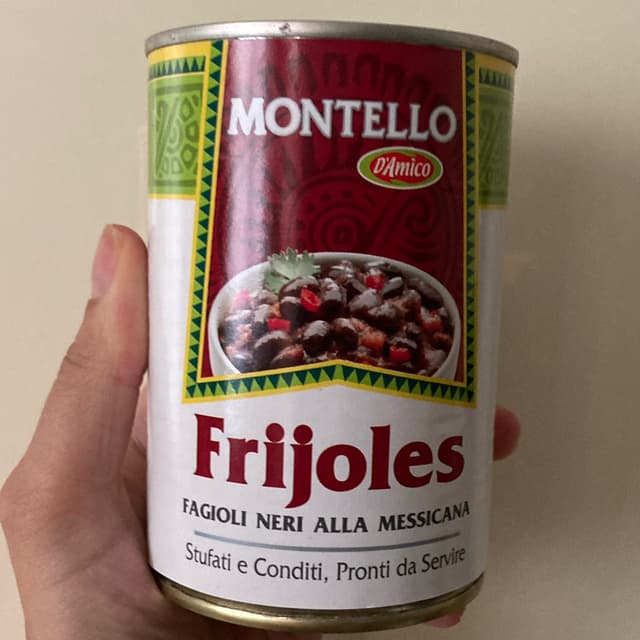 MONTELLO
D'Amico
Frijoles
FAGIOLI NERI ALLA MESSICANA
Stufati e Conditi, Pronti da Servire